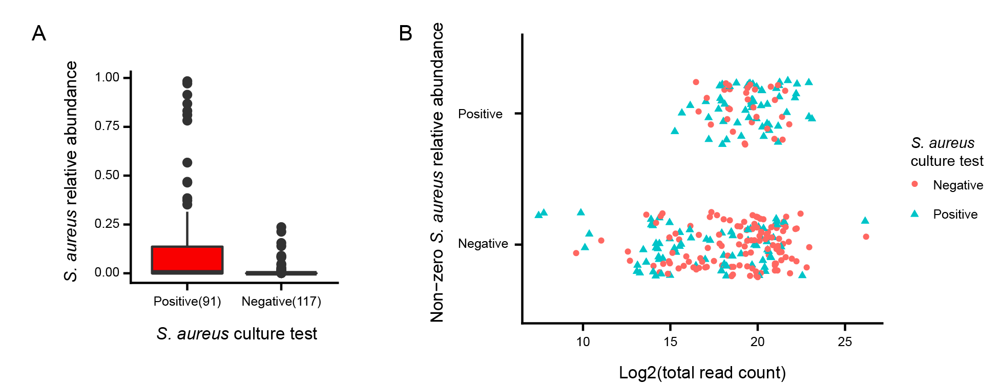 A
S. aureus relative abundance
1.00
0.75
0.50
0.25
0.00
Positive(91)
Negative(117)
S. aureus culture test
B
Non−zero S. aureus relative abundance
Positive
Negative
10
15
20
25
Log2(total read count)
S. aureus
culture test
Negative
Positive